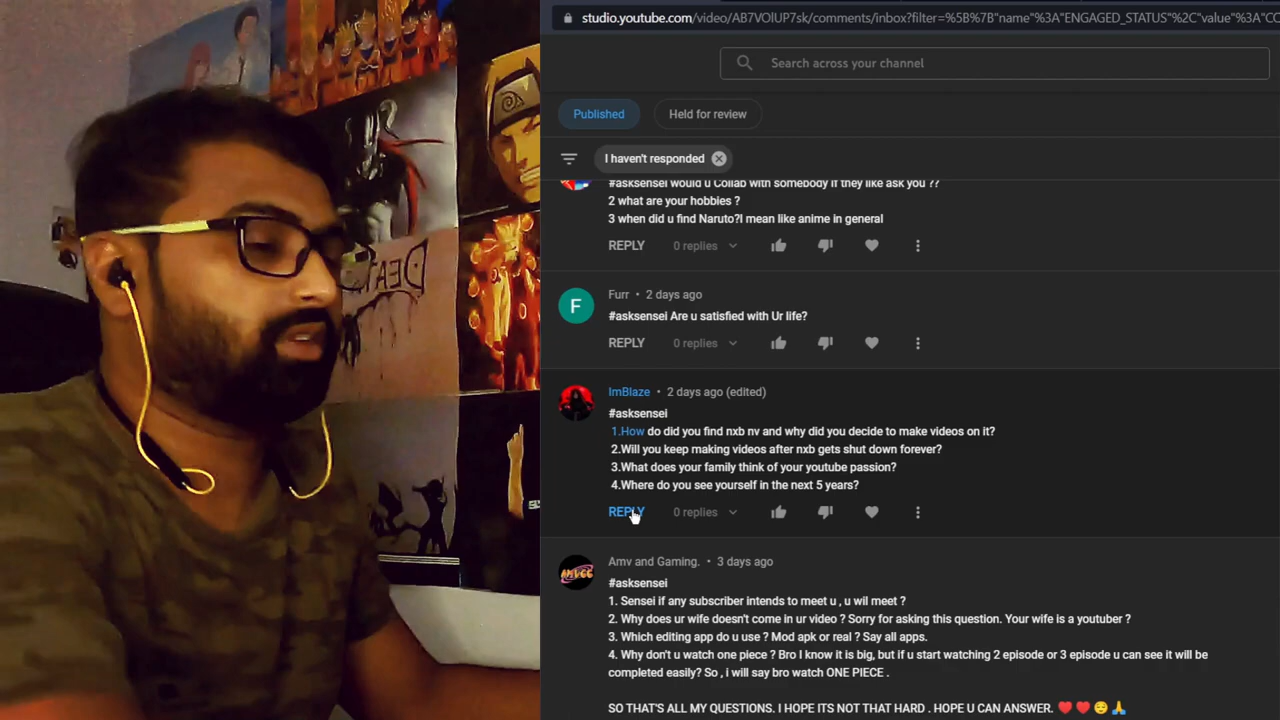 studio.youtube.com/video/AB7VOlUP7sk/comments/inbox?filter=%5B%7B"name"%3A"ENGAGED_STATUS"%2C"value"%3A"CO
Search across your channel
Published
Held for review
I haven't responded
#asksensei would u Collab with somebody if they like ask you ??
2 what are your hobbies ?
3 when did u find Naruto?I mean like anime in general
REPLY 0 replies
Furr • 2 days ago
F
#asksensei Are u satisfied with Ur life?
REPLY 0 replies
ImBlaze • 2 days ago (edited)
#asksensei
1.How do did you find nxb nv and why did you decide to make videos on it?
2.Will you keep making videos after nxb gets shut down forever?
3.What does your family think of your youtube passion?
4.Where do you see yourself in the next 5 years?
REPLY 0 replies
Amv and Gaming. • 3 days ago
#asksensei
1. Sensei if any subscriber intends to meet u , u wil meet ?
2. Why does ur wife doesn't come in ur video ? Sorry for asking this question. Your wife is a youtuber ?
3. Which editing app do u use ? Mod apk or real ? Say all apps.
4. Why don't u watch one piece ? Bro I know it is big, but if u start watching 2 episode or 3 episode u can see it will be
completed easily? So , i will say bro watch ONE PIECE .
SO THAT'S ALL MY QUESTIONS. I HOPE ITS NOT THAT HARD . HOPE U CAN ANSWER. ❤️❤️😌🙏
DEAT